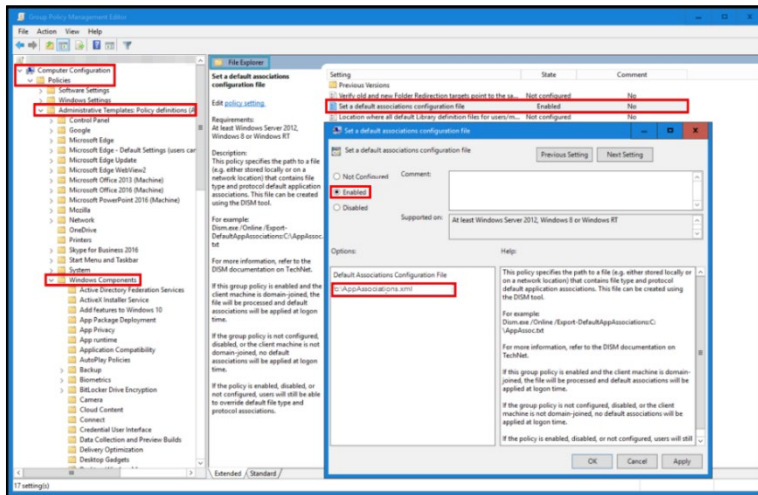 Group Policy Management Editor
File Action View Help
Computer Configuration
Policies
Software Settings
Windows Settings
Administrative Templates: Policy definitions (A
Control Panel
Google
Microsoft Edge
Microsoft Edge - Default Settings (users car
Microsoft Edge Update
Microsoft Edge WebView2
Microsoft Office 2013 (Machine)
Microsoft Office 2016 (Machine)
Microsoft PowerPoint 2016 (Machine)
Mozilla
Network
OneDrive
Printers
Skype for Business 2016
Start Menu and Taskbar
System
Windows Components
Active Directory Federation Services
ActiveX Installer Service
Add features to Windows 10
App Package Deployment
App Privacy
App runtime
Application Compatibility
AutoPlay Policies
Backup
Biometrics
BitLocker Drive Encryption
Camera
Cloud Content
Connect
Credential User Interface
Data Collection and Preview Builds
Delivery Optimization
Desktop Gadgets
File Explorer
Set a default associations
configuration file
Edit policy setting.
Requirements:
At least Windows Server 2012,
Windows 8 or Windows RT
Description:
This policy specifies the path to a file
(e.g. either stored locally or on a
network location) that contains file
type and protocol default application
associations. This file can be created
using the DISM tool.
For example:
Dism.exe /Online /Export-
DefaultAppAssociations:C:\AppAssoc.
txt
For more information, refer to the
DISM documentation on TechNet.
If this group policy is enabled and the
client machine is domain-joined, the
file will be processed and default
associations will be applied at logon
time.
If the group policy is not configured,
disabled, or the client machine is not
domain-joined, no default
associations will be applied at logon
time.
If the policy is enabled, disabled, or
not configured, users will still be able
to override default file type and
protocol associations.
Setting State Comment
Previous Versions
Verify old and new Folder Redirection targets point to the sa... Not configured No
Set a default associations configuration file Enabled No
Location where all default Library definition files for users/m... Not configured No
Set a default associations configuration file
Set a default associations configuration file
Previous Setting Next Setting
Not Configured Comment:
Enabled
Disabled
Supported on: At least Windows Server 2012, Windows 8 or Windows RT
Options: Help:
Default Associations Configuration File
\AppAssociations.xml
This policy specifies the path to a file (e.g. either stored locally or
on a network location) that contains file type and protocol
default application associations. This file can be created using
the DISM tool.
For example:
Dism.exe /Online /Export-DefaultAppAssociations:C:
\AppAssoc.txt
For more information, refer to the DISM documentation on
TechNet.
If this group policy is enabled and the client machine is domain-
joined, the file will be processed and default associations will be
applied at logon time.
If the group policy is not configured, disabled, or the client
machine is not domain-joined, no default associations will be
applied at logon time.
If the policy is enabled, disabled, or not configured, users will still
OK Cancel Apply
Extended Standard
17 setting(s)